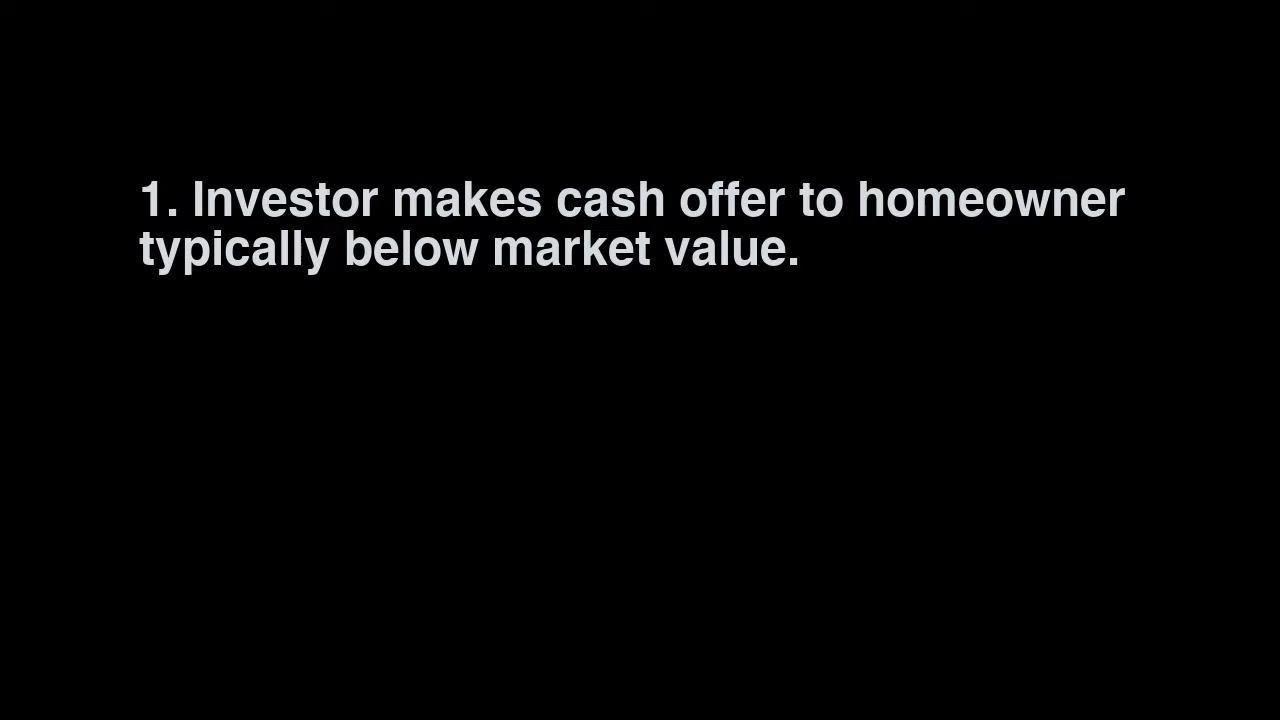 1. Investor makes cash offer to homeowner
typically below market value.